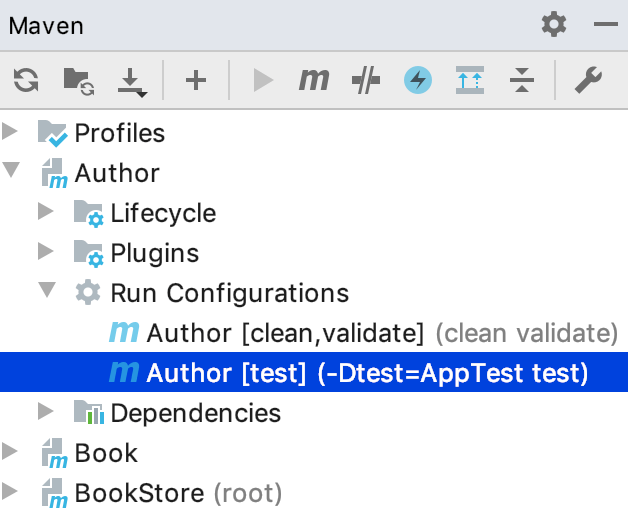 Maven
m
Profiles
Author
Lifecycle
Plugins
Run Configurations
m Author [clean,validate] (clean validate)
m Author [test] (-Dtest=AppTest test)
Dependencies
Book
BookStore (root)